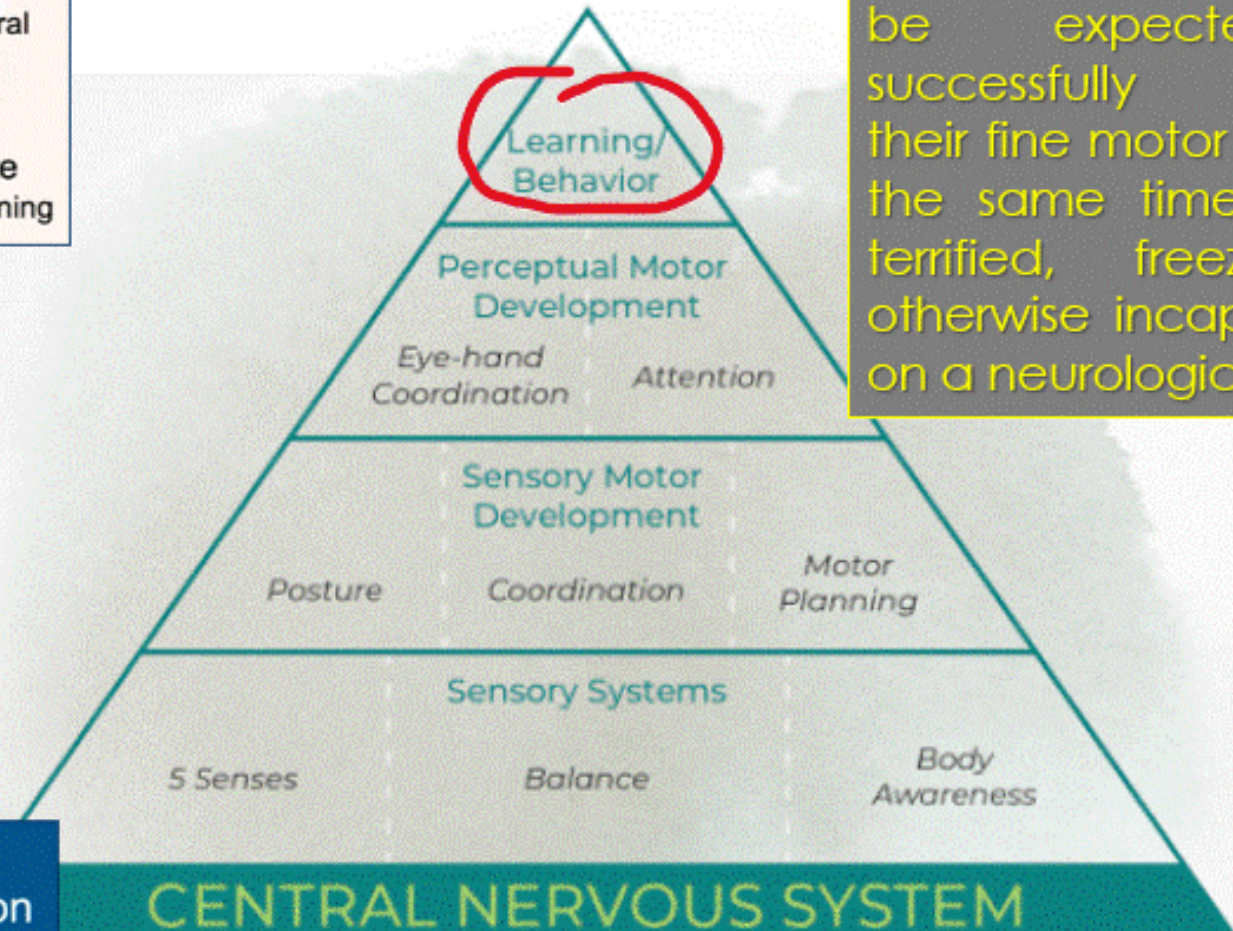 be expecte
successfully
their fine motor
the same time
terrified, freez
otherwise incap
on a neurologic
ral
e
ning
Learning/
Behavior
Perceptual Motor
Development
Eye-hand
Coordination
Attention
Sensory Motor
Development
Posture
Coordination
Motor
Planning
Sensory Systems
5 Senses
Balance
Body
Awareness
on
CENTRAL NERVOUS SYSTEM